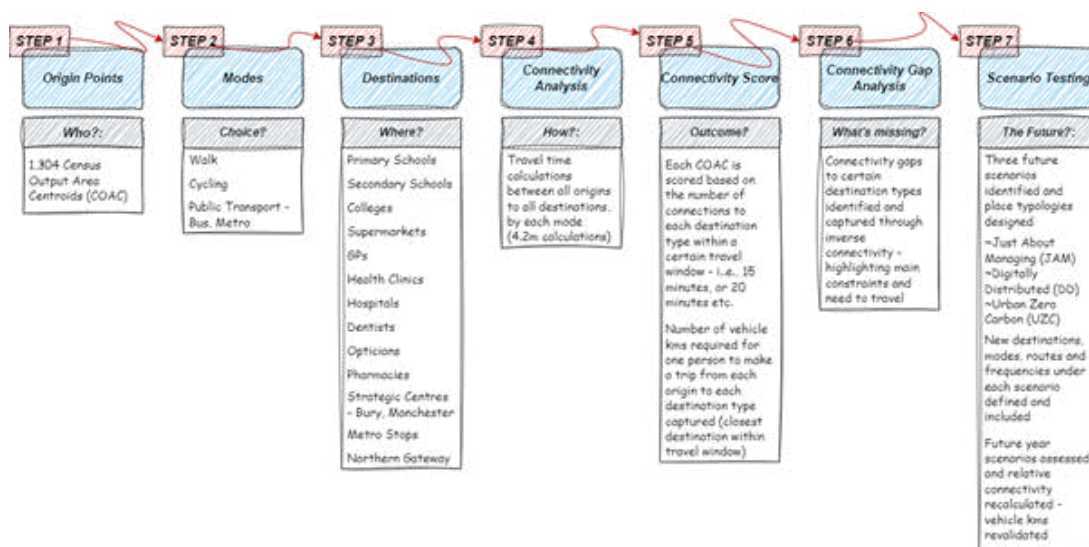 STEP 1
Origin Points
Who?:
1,304 Census
Output Area
Centroids (COAC)
STEP 2
Modes
Choice?
Walk
Cycling
Public Transport -
Bus, Metro
STEP 3
Destinations
Where?
Primary Schools
Secondary Schools
Colleges
Supermarkets
GPs
Health Clinics
Hospitals
Dentists
Opticians
Pharmacies
Strategic Centres
- Bury, Manchester
Metro Stops
Northern Gateway
STEP 4
Connectivity
Analysis
How?:
Travel time
calculations
between all origins
to all destinations,
by each mode
(4.2m calculations)
STEP 5
Connectivity Score
Outcome?
Each COAC is
scored based on
the number of
connections to
each destination
type within a
certain travel
window - i.e., 15
minutes, or 20
minutes etc.
Number of vehicle
kms required for
one person to make
a trip from each
origin to each
destination type
captured (closest
destination within
travel window)
STEP 6
Connectivity Gap
Analysis
What's missing?
Connectivity gaps
to certain
destination types
identified and
captured through
inverse
connectivity -
highlighting main
constraints and
need to travel
STEP 7
Scenario Testing
The Future?:
Three future
scenarios
identified and
place typologies
designed
~Just About
Managing (JAM)
~Digitally
Distributed (DD)
~Urban Zero
Carbon (UZC)
New destinations,
modes, routes and
frequencies under
each scenario
defined and
included
Future year
scenarios assessed
and relative
connectivity
recalculated -
vehicle kms
revalidated